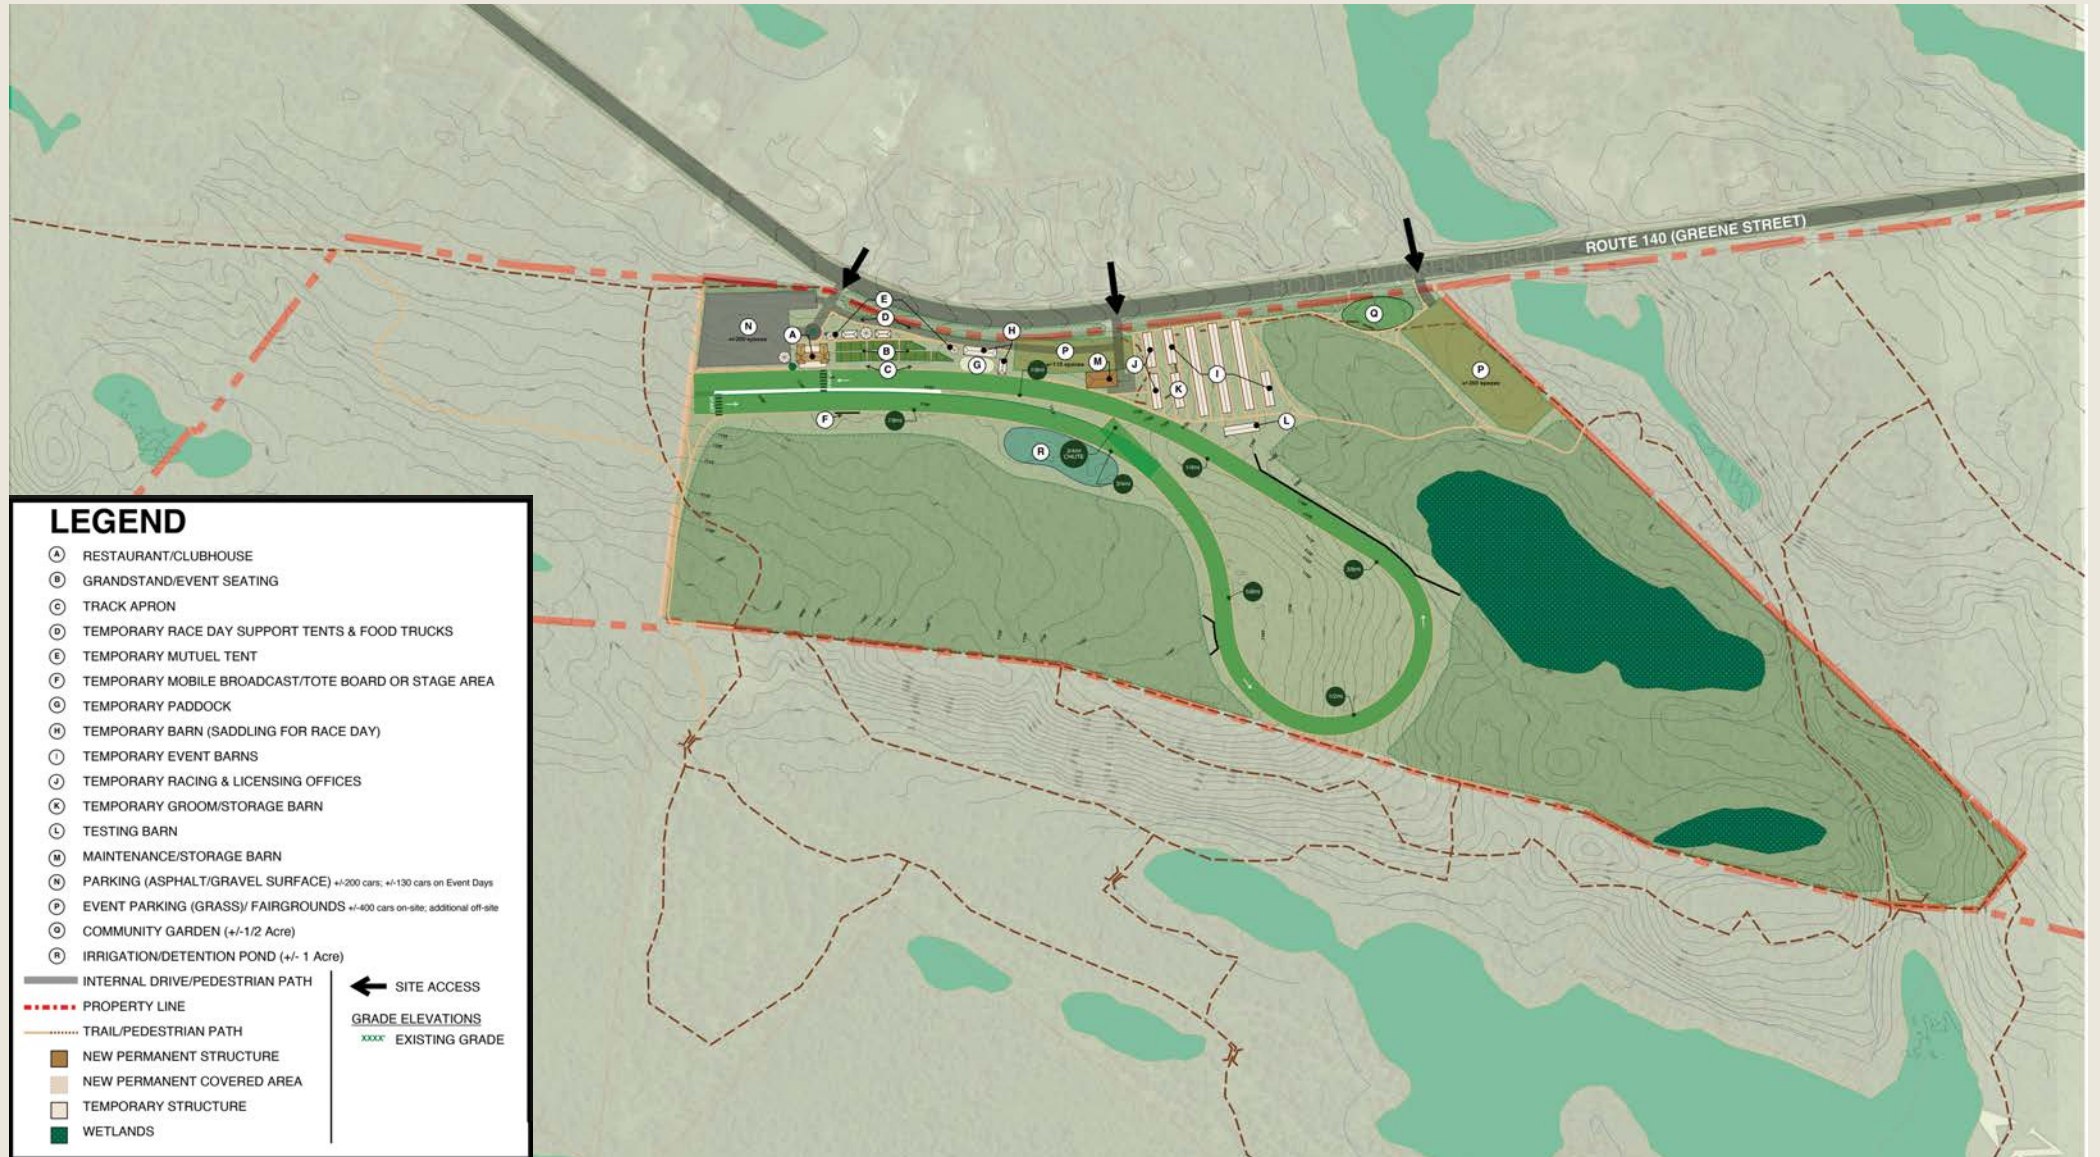 ROUTE 140 (GREENE STREET)
E
D
N
A
H
Q
B
P
M
J
G
C
I
K
P
F
L
R
3/4mi
CHUTE
LEGEND
A RESTAURANT/CLUBHOUSE
B GRANDSTAND/EVENT SEATING
C TRACK APRON
D TEMPORARY RACE DAY SUPPORT TENTS & FOOD TRUCKS
E TEMPORARY MUTUEL TENT
F TEMPORARY MOBILE BROADCAST/TOTE BOARD OR STAGE AREA
G TEMPORARY PADDOCK
H TEMPORARY BARN (SADDLING FOR RACE DAY)
I TEMPORARY EVENT BARNS
J TEMPORARY RACING & LICENSING OFFICES
K TEMPORARY GROOM/STORAGE BARN
L TESTING BARN
M MAINTENANCE/STORAGE BARN
N PARKING (ASPHALT/GRAVEL SURFACE) +/-200 cars; +/-130 cars on Event Days
P EVENT PARKING (GRASS)/ FAIRGROUNDS +/-400 cars on-site; additional off-site
Q COMMUNITY GARDEN (+/-1/2 Acre)
R IRRIGATION/DETENTION POND (+/- 1 Acre)
INTERNAL DRIVE/PEDESTRIAN PATH
PROPERTY LINE
TRAIL/PEDESTRIAN PATH
NEW PERMANENT STRUCTURE
NEW PERMANENT COVERED AREA
TEMPORARY STRUCTURE
WETLANDS
SITE ACCESS
GRADE ELEVATIONS
XXXX' EXISTING GRADE